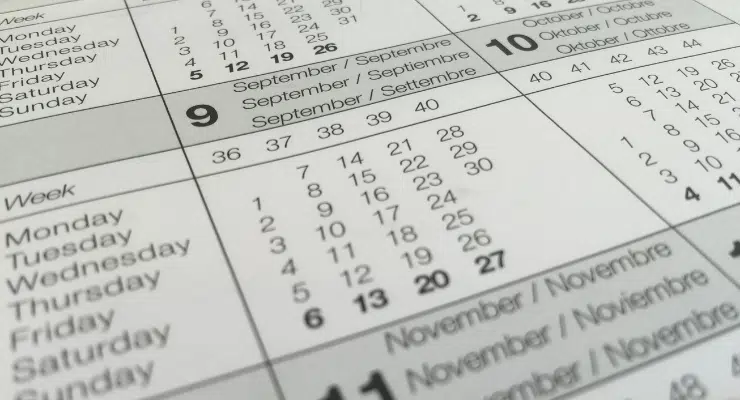 Week
Monday
Tuesday
Wednesday
Thursday
Friday
Saturday
Sunday
7 14 21 28
1 8 15 22 29
2 9 16 23 30
3 10 17 24 31
4 11 18 25
5 12 19 26
1
2 9 16
9
September / Septembre
September / Septiembre
September / Settembre
10
October / Octobre
Oktober / Octubre
Oktober / Ottobre
Week
36 37 38 39 40
Monday
7 14 21 28
Tuesday
1 8 15 22 29
Wednesday
2 9 16 23 30
Thursday
3 10 17 24
Friday
4 11 18 25
Saturday
5 12 19 26
Sunday
6 13 20 27
40 41 42 43 44
5 12 19 26
6 13 20
7 14 21
1 8 15
2 9 16
3 10
4 11
11
November / Novembre
November / Noviembre
November / Novembre
48